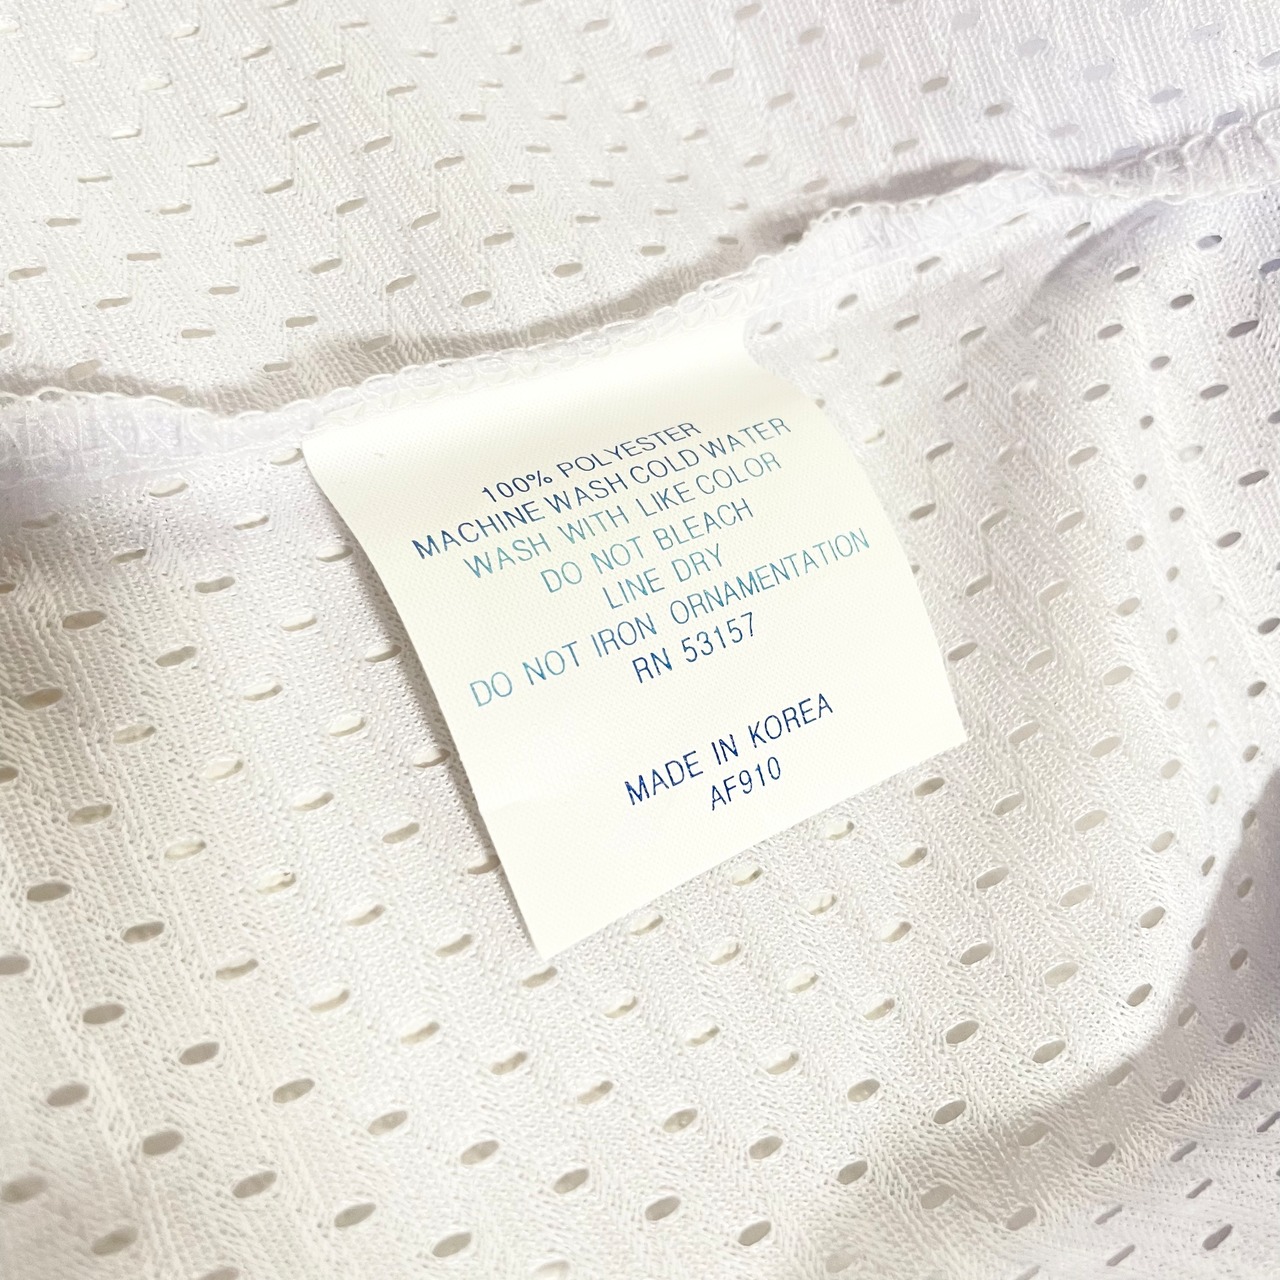 100% POLYESTER
MACHINE WASH COLD WATER
WASH WITH LIKE COLOR
DO NOT BLEACH
LINE DRY
DO NOT IRON ORNAMENTATION
RN 53157
MADE IN KOREA
AF910